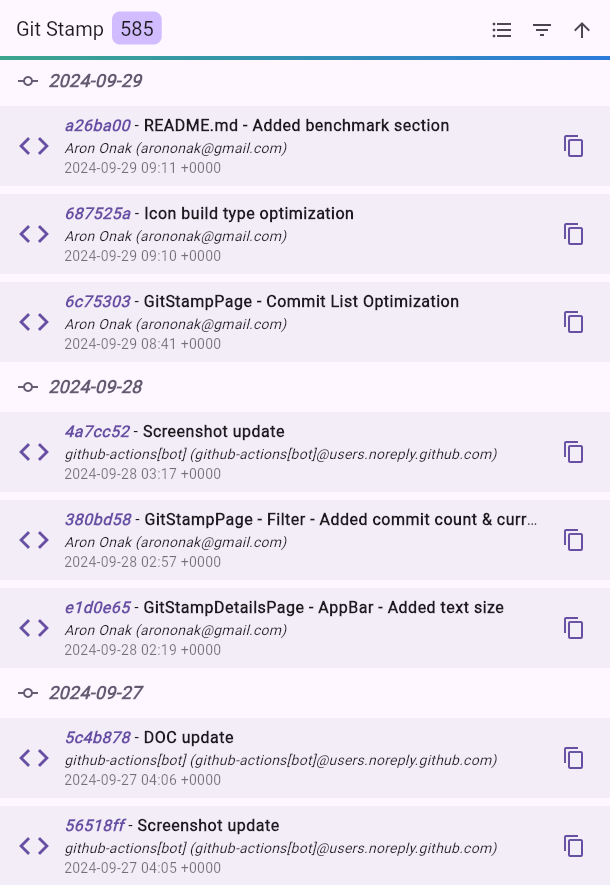 Git Stamp 585
2024-09-29
a26ba00 - README.md - Added benchmark section
Aron Onak (arononak@gmail.com)
2024-09-29 09:11 +0000
687525a - Icon build type optimization
Aron Onak (arononak@gmail.com)
2024-09-29 09:10 +0000
6c75303 - GitStampPage - Commit List Optimization
Aron Onak (arononak@gmail.com)
2024-09-29 08:41 +0000
2024-09-28
4a7cc52 - Screenshot update
github-actions[bot] (github-actions[bot]@users.noreply.github.com)
2024-09-28 03:17 +0000
380bd58 - GitStampPage - Filter - Added commit count & curr...
Aron Onak (arononak@gmail.com)
2024-09-28 02:57 +0000
e1d0e65 - GitStampDetailsPage - AppBar - Added text size
Aron Onak (arononak@gmail.com)
2024-09-28 02:19 +0000
2024-09-27
5c4b878 - DOC update
github-actions[bot] (github-actions[bot]@users.noreply.github.com)
2024-09-27 04:06 +0000
56518ff - Screenshot update
github-actions[bot] (github-actions[bot]@users.noreply.github.com)
2024-09-27 04:05 +0000